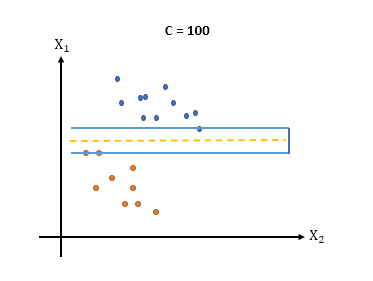 C = 100
X₁
X₂